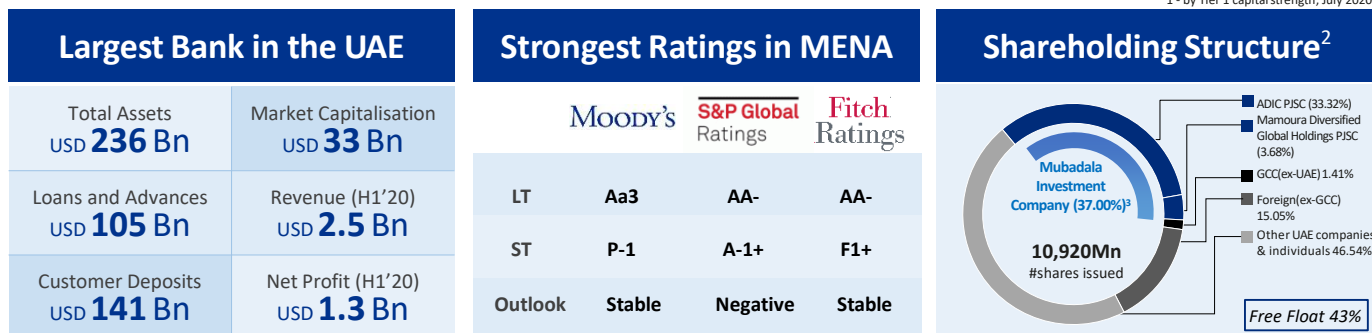 1 - by Tier 1 capital strength, July 2020
Largest Bank in the UAE
Total Assets
USD 236 Bn
Market Capitalisation
USD 33 Bn
Loans and Advances
USD 105 Bn
Revenue (H1'20)
USD 2.5 Bn
Customer Deposits
USD 141 Bn
Net Profit (H1'20)
USD 1.3 Bn
Strongest Ratings in MENA
MOODY'S
S&P Global
Ratings
Fitch
Ratings
LT Aa3 AA- AA-
ST P-1 A-1+ F1+
Outlook Stable Negative Stable
Shareholding Structure2
Mubadala
Investment
Company (37.00%)3
10,920Mn
#shares issued
ADIC PJSC (33.32%)
Mamoura Diversified
Global Holdings PJSC
(3.68%)
GCC(ex-UAE) 1.41%
Foreign(ex-GCC)
15.05%
Other UAE companies
& individuals 46.54%
Free Float 43%